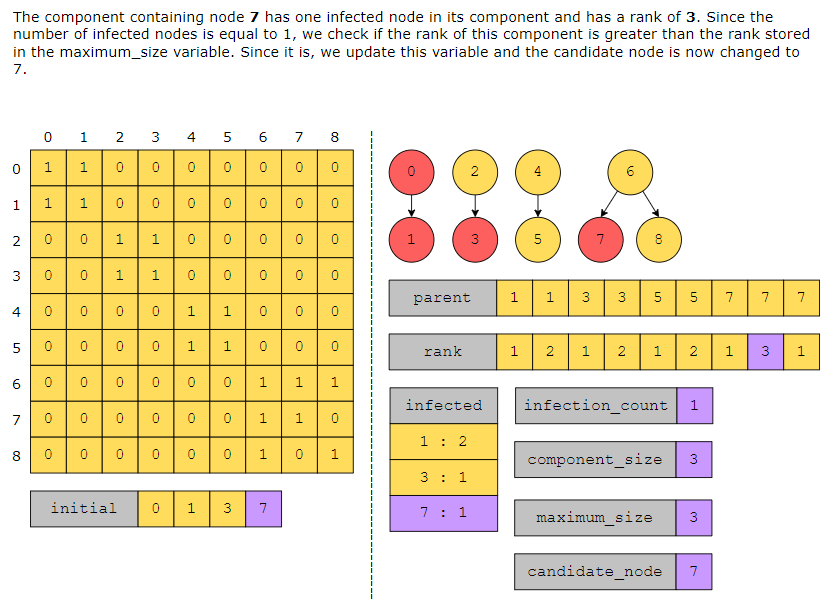 The component containing node 7 has one infected node in its component and has a rank of 3. Since the
number of infected nodes is equal to 1, we check if the rank of this component is greater than the rank stored
in the maximum_size variable. Since it is, we update this variable and the candidate node is now changed to
7.
0 1 2 3 4 5 6 7 8
0 1 1 0 0 0 0 0 0 0
1 1 1 0 0 0 0 0 0 0
2 0 0 1 1 0 0 0 0 0
3 0 0 1 1 0 0 0 0 0
4 0 0 0 0 1 1 0 0 0
5 0 0 0 0 1 1 0 0 0
6 0 0 0 0 0 0 1 1 1
7 0 0 0 0 0 0 1 1 0
8 0 0 0 0 0 0 1 0 1
initial 0 1 3 7
0 2 4 6
1 3 5 7 8
parent 1 1 3 3 5 5 7 7 7
rank 1 2 1 2 1 2 1 3 1
infected
1 : 2
3 : 1
7 : 1
infection_count 1
component_size 3
maximum_size 3
candidate_node 7